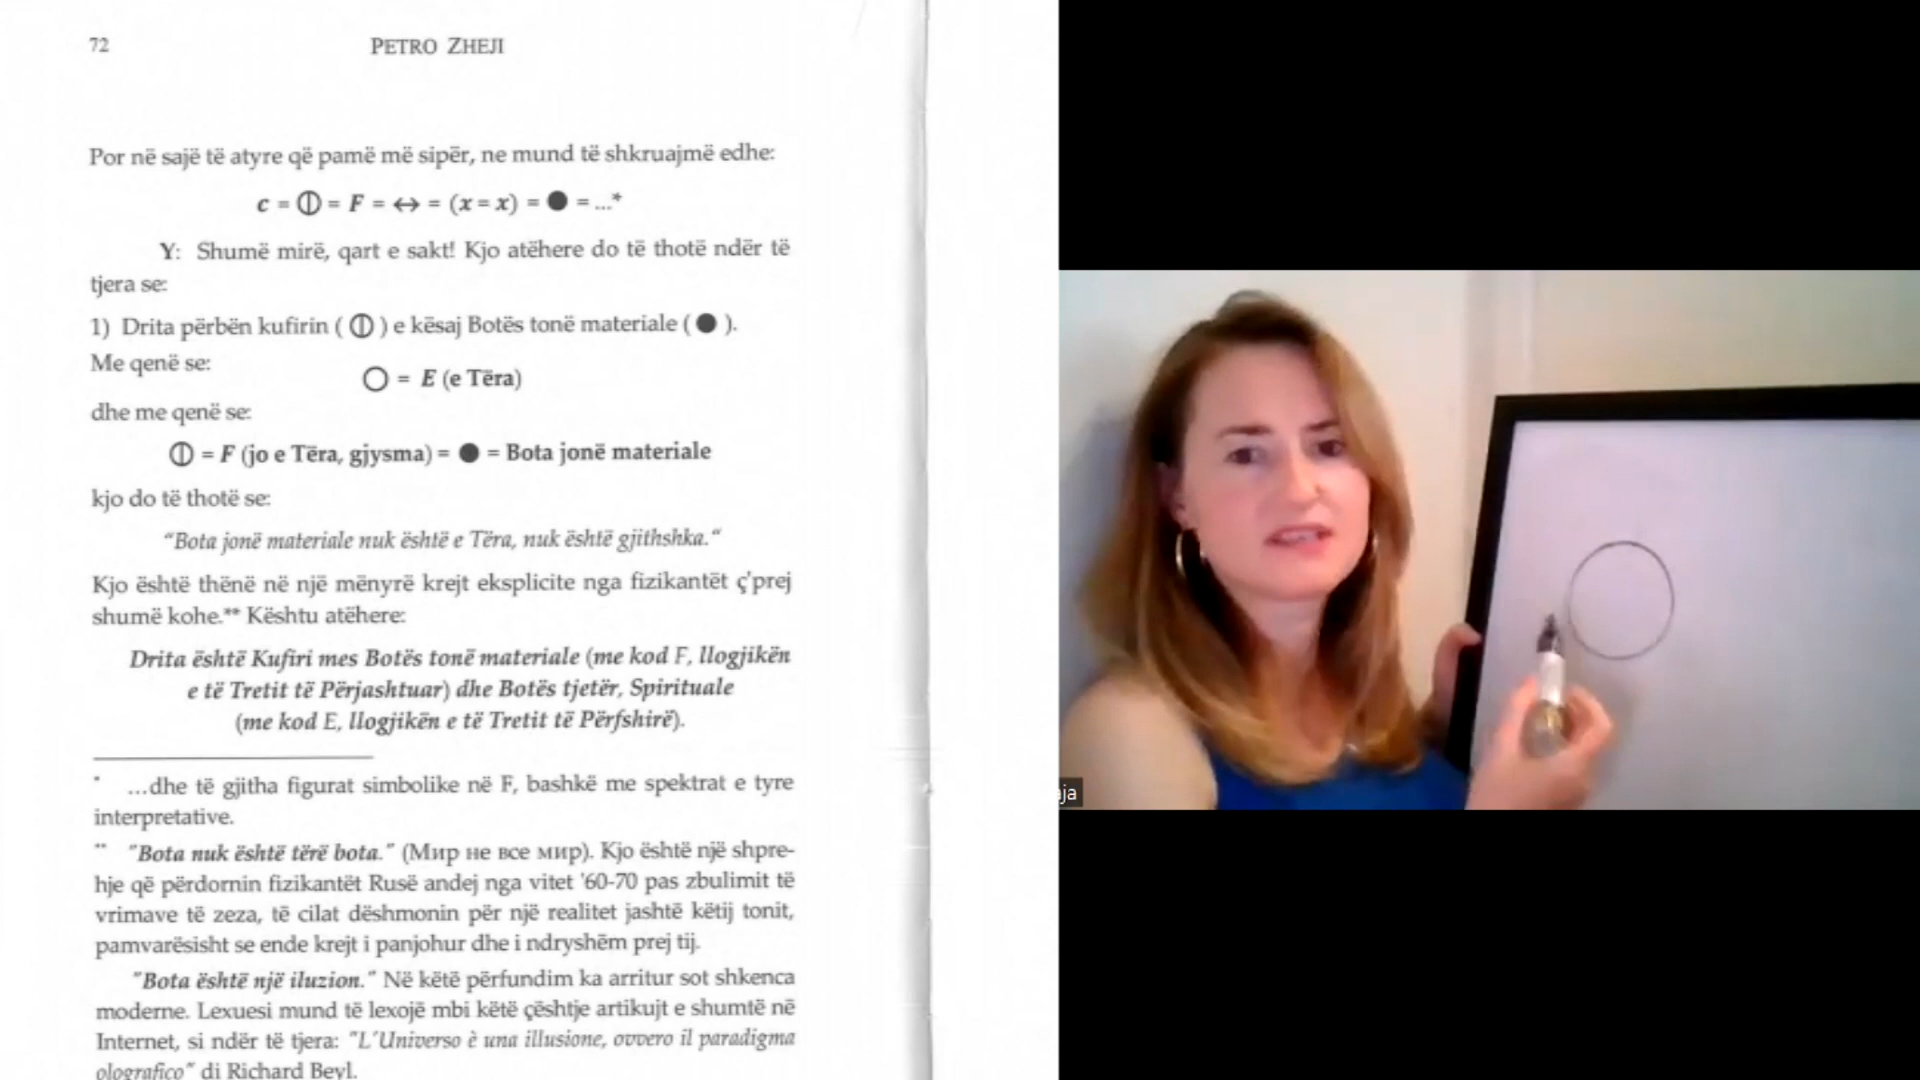 72
PETRO ZHEJI
Por në sajë të atyre që pamë më sipër, ne mund të shkruajmë edhe:
c = ⦶ = F = ↔ = (x = x) = ● = ...*
Y: Shumë mirë, qart e sakt! Kjo atëhere do të thotë ndër të
tjera se:
1) Drita përbën kufirin ( ⦶ ) e kësaj Botës tonë materiale ( ● ).
Me qenë se:
○ = E (e Tëra)
dhe me qenë se:
⦶ = F (jo e Tëra, gjysma) = ● = Bota jonë materiale
kjo do të thotë se:
"Bota jonë materiale nuk është e Tëra, nuk është gjithshka."
Kjo është thënë në një mënyrë krejt eksplicite nga fizikantët ç'prej
shumë kohe.** Kështu atëhere:
Drita është Kufiri mes Botës tonë materiale (me kod F, llogjikën
e të Tretit të Përjashtuar) dhe Botës tjetër, Spirituale
(me kod E, llogjikën e të Tretit të Përfshirë).
* ...dhe të gjitha figurat simbolike në F, bashkë me spektrat e tyre
interpretative.
** "Bota nuk është tërë bota." (Мир не все мир). Kjo është një shpre-
hje që përdornin fizikantët Rusë andej nga vitet '60-70 pas zbulimit të
vrimave të zeza, të cilat dëshmonin për një realitet jashtë këtij tonit,
pamvarësisht se ende krejt i panjohur dhe i ndryshëm prej tij.
"Bota është një iluzion." Në këtë përfundim ka arritur sot shkenca
moderne. Lexuesi mund të lexojë mbi këtë çështje artikujt e shumtë në
Internet, si ndër të tjera: "L'Universo è una illusione, ovvero il paradigma
olografico" di Richard Beyl.
aja